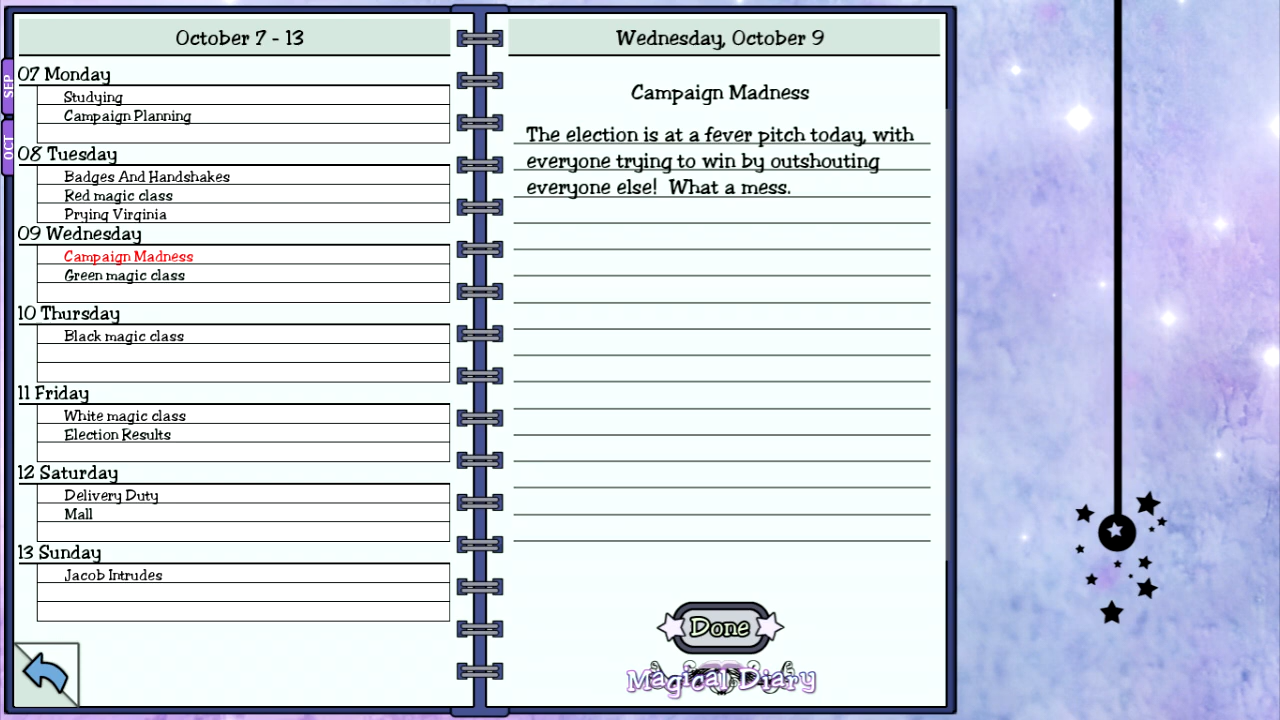 SEP
OCT
October 7 - 13
07 Monday
Studying
Campaign Planning
08 Tuesday
Badges And Handshakes
Red magic class
Prying Virginia
09 Wednesday
Campaign Madness
Green magic class
10 Thursday
Black magic class
11 Friday
White magic class
Election Results
12 Saturday
Delivery Duty
Mall
13 Sunday
Jacob Intrudes
Wednesday, October 9
Campaign Madness
The election is at a fever pitch today, with
everyone trying to win by outshouting
everyone else!  What a mess.
Done
Magical Diary